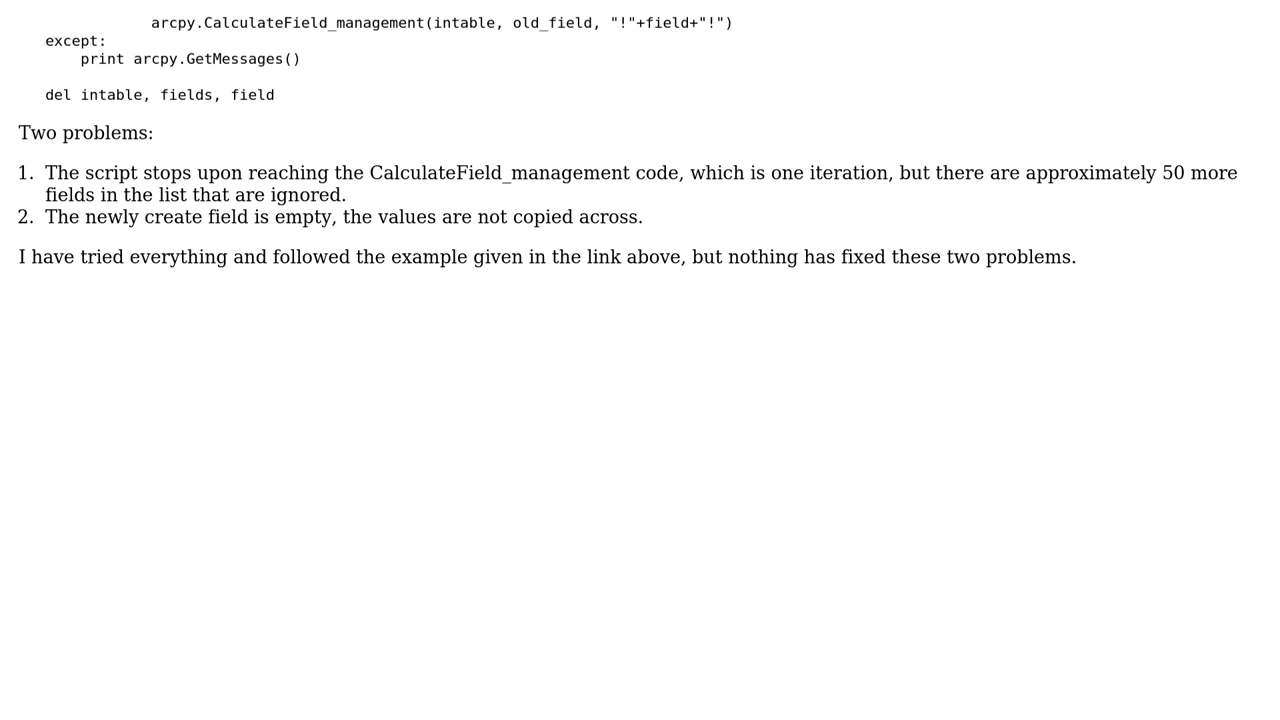 arcpy.CalculateField_management(intable, old_field, "!"+field+"!")
except:
print arcpy.GetMessages()
del intable, fields, field
Two problems:
1. The script stops upon reaching the CalculateField_management code, which is one iteration, but there are approximately 50 more
fields in the list that are ignored.
2. The newly create field is empty, the values are not copied across.
I have tried everything and followed the example given in the link above, but nothing has fixed these two problems.